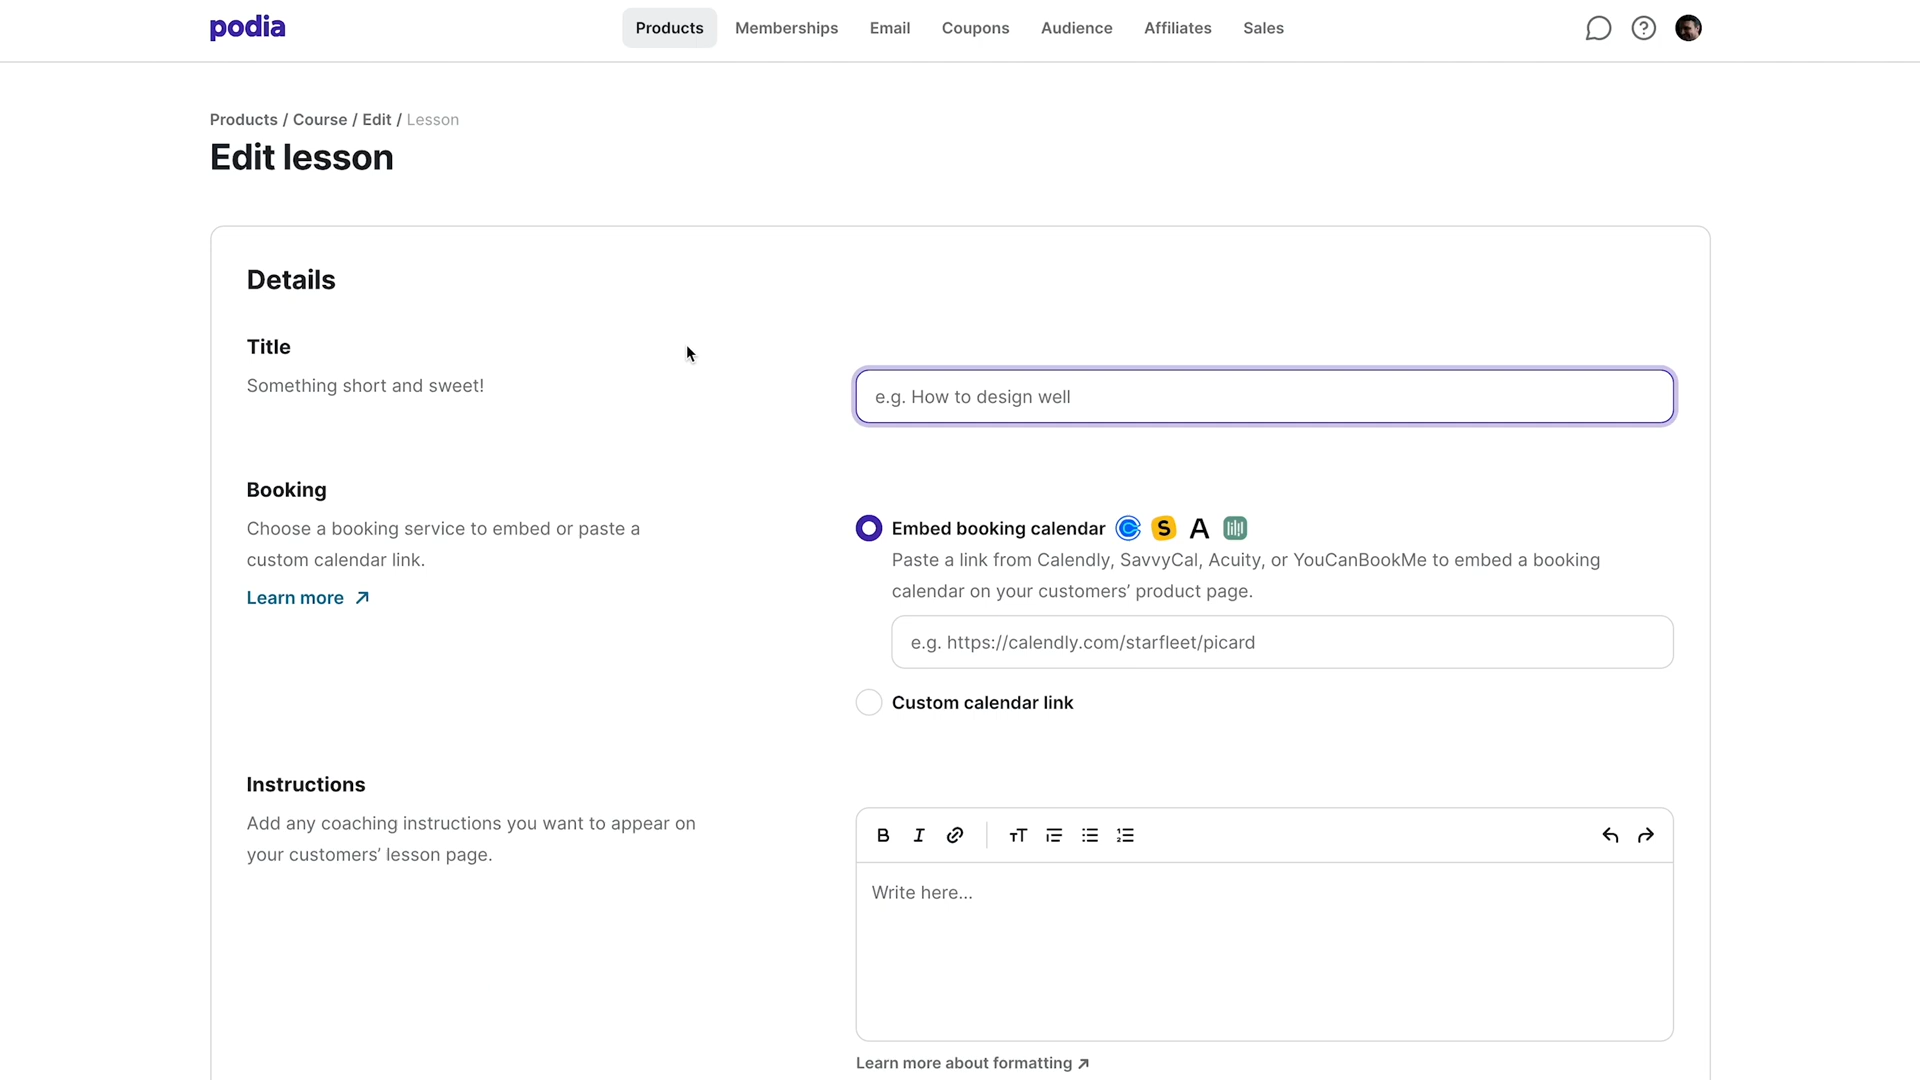 podia
Products Memberships Email Coupons Audience Affiliates Sales
Products / Course / Edit / Lesson
Edit lesson
Details
Title
Something short and sweet!
e.g. How to design well
Booking
Choose a booking service to embed or paste a
custom calendar link.
Learn more
Embed booking calendar
Paste a link from Calendly, SavvyCal, Acuity, or YouCanBookMe to embed a booking
calendar on your customers’ product page.
e.g. https://calendly.com/starfleet/picard
Custom calendar link
Instructions
Add any coaching instructions you want to appear on
your customers’ lesson page.
Write here...
Learn more about formatting